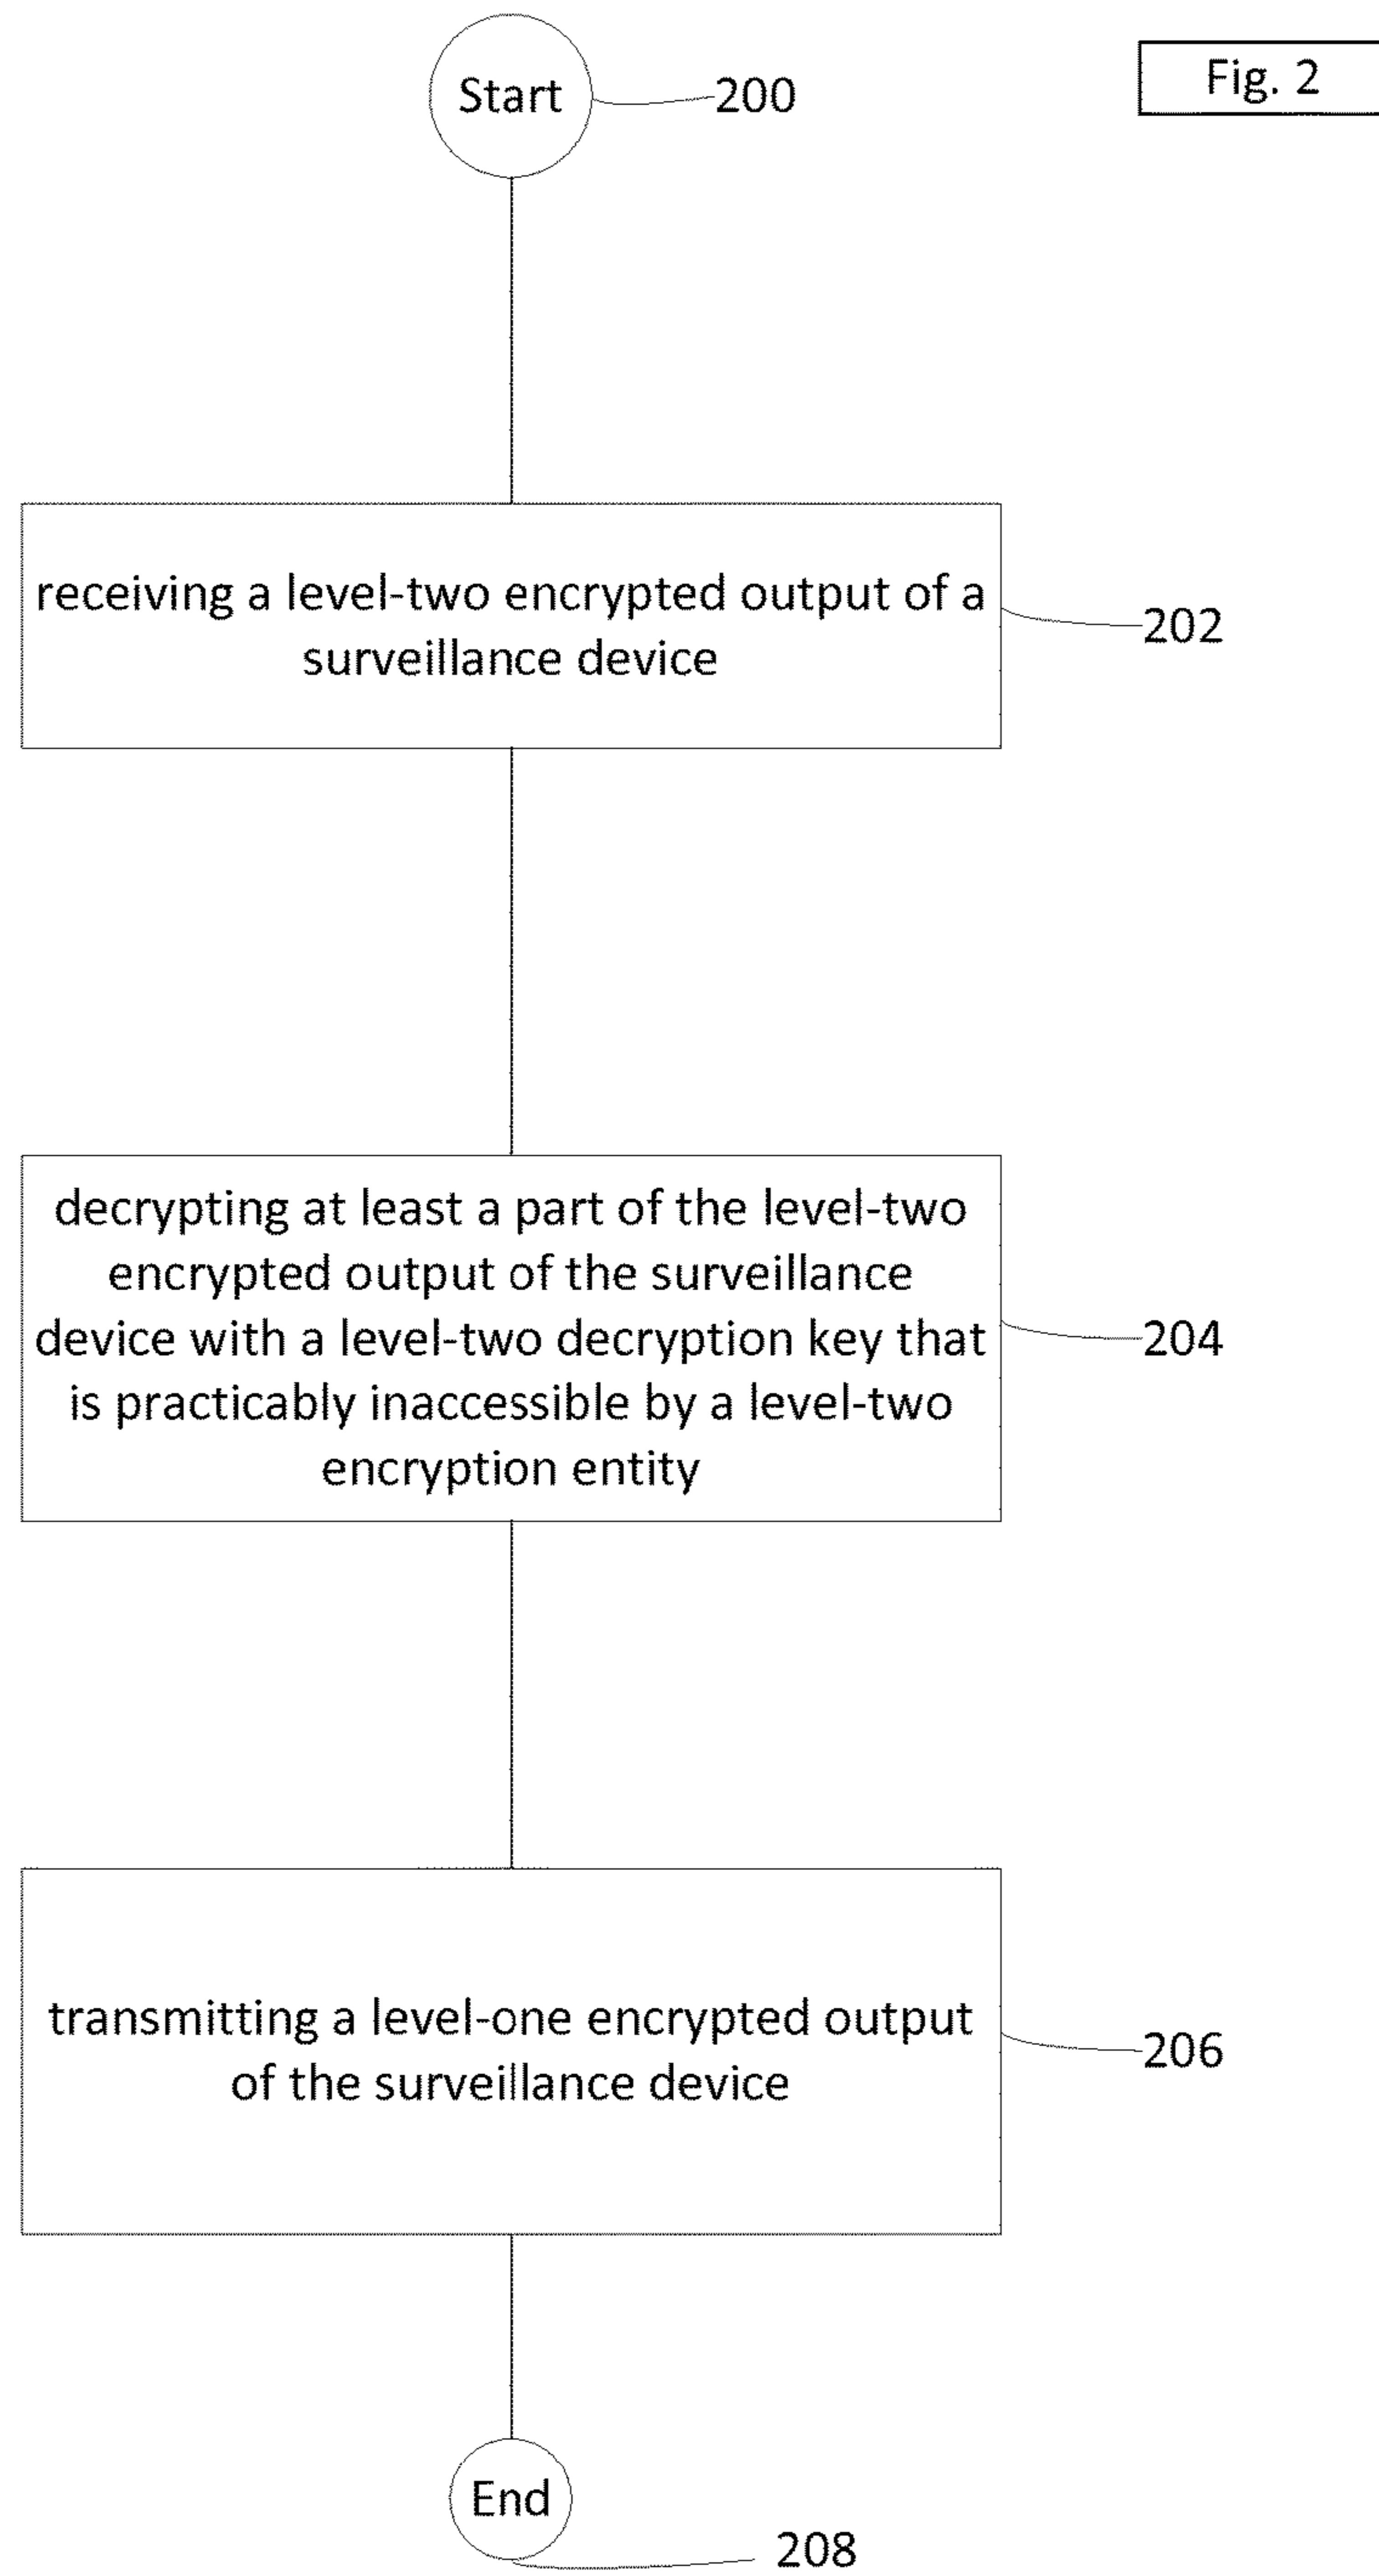 Fig. 2
Start
200
receiving a level-two encrypted output of a
surveillance device
202
decrypting at least a part of the level-two
encrypted output of the surveillance
device with a level-two decryption key that
is practicably inaccessible by a level-two
encryption entity
204
transmitting a level-one encrypted output
of the surveillance device
206
End
208